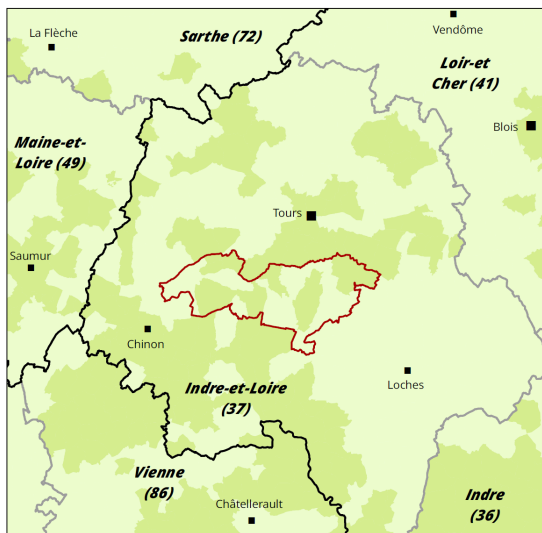 Sarthe (72)
La Flèche
Vendôme
Loir-et
Cher (41)
Blois
Maine-et-
Loire (49)
Tours
Saumur
Chinon
Loches
Indre-et-Loire
(37)
Vienne
(86)
Châtellerault
Indre
(36)